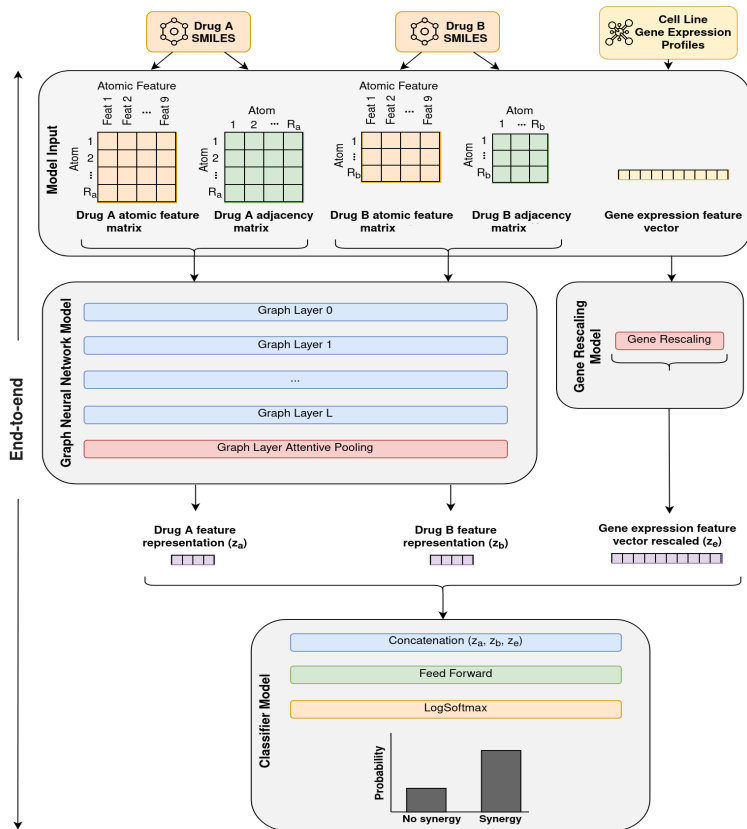 Drug A
SMILES
Drug B
SMILES
Cell Line
Gene Expression
Profiles
Model Input
Atomic Feature
Feat 1
Feat 2
...
Feat 9
Atom
1
2
...
Rₐ
Atom
1 2 ... Rₐ
Atom
1
2
...
Rₐ
Atomic Feature
Feat 1
Feat 2
...
Feat 9
Atom
1
...
R_b
Atom
1 ... R_b
Atom
1
...
R_b
Drug A atomic feature
matrix
Drug A adjacency
matrix
Drug B atomic feature
matrix
Drug B adjacency
matrix
Gene expression feature
vector
End-to-end
Graph Neural Network Model
Graph Layer 0
Graph Layer 1
...
Graph Layer L
Graph Layer Attentive Pooling
Gene Rescaling
Model
Gene Rescaling
Drug A feature
representation (zₐ)
Drug B feature
representation (z_b)
Gene expression feature
vector rescaled (zₑ)
Classifier Model
Concatenation (zₐ, z_b, zₑ)
Feed Forward
LogSoftmax
Probability
No synergy
Synergy